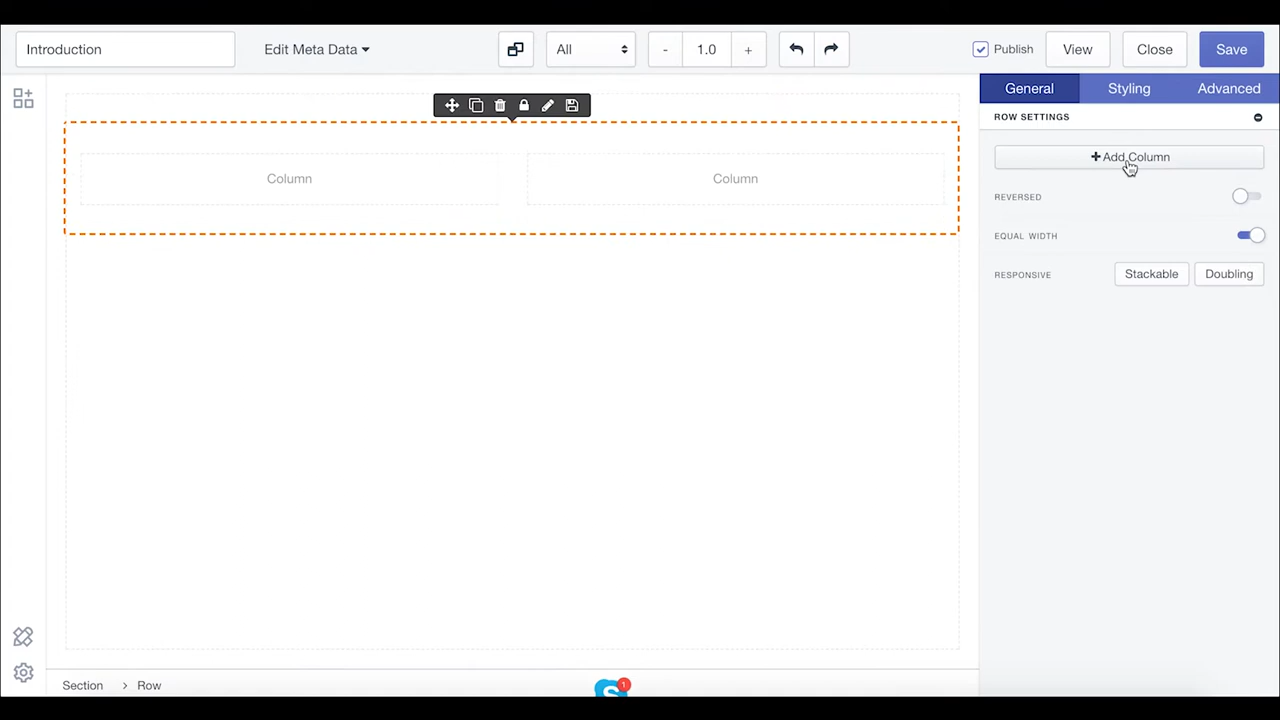 Introduction
Edit Meta Data
All
- 1.0 +
Publish
View
Close
Save
General
Styling
Advanced
ROW SETTINGS
+ Add Column
REVERSED
EQUAL WIDTH
RESPONSIVE
Stackable
Doubling
Column
Column
Section > Row
S
1